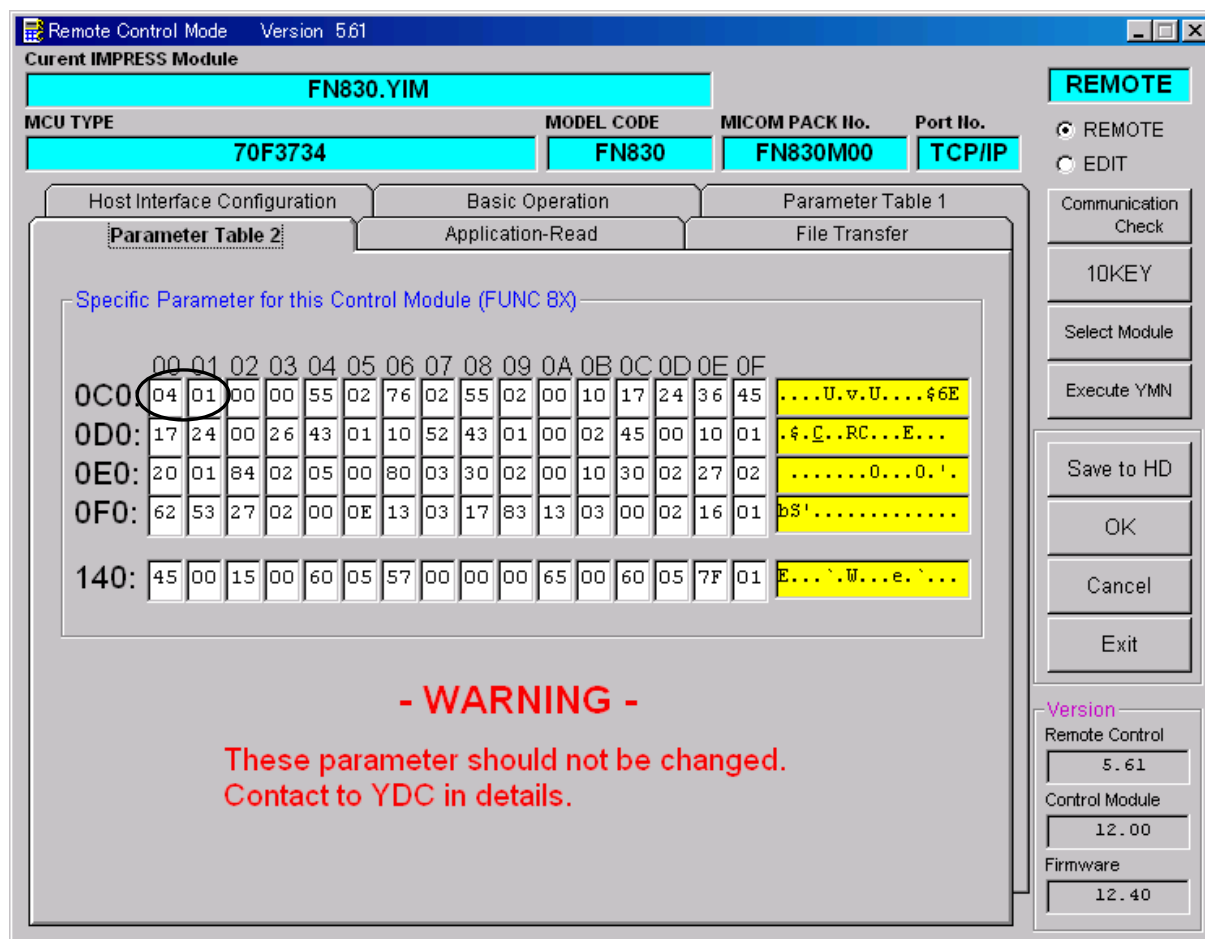 Remote Control Mode Version 5.61
Curent IMPRESS Module
FN830.YIM
REMOTE
MCU TYPE MODEL CODE MICOM PACK No. Port No.
70F3734 FN830 FN830M00 TCP/IP
REMOTE
EDIT
Host Interface Configuration Basic Operation Parameter Table 1
Parameter Table 2 Application-Read File Transfer
Communication
Check
10KEY
Select Module
Execute YMN
Save to HD
OK
Cancel
Exit
Specific Parameter for this Control Module (FUNC 8X)
00 01 02 03 04 05 06 07 08 09 0A 0B 0C 0D 0E 0F
0C0: 04 01 00 00 55 02 76 02 55 02 00 10 17 24 36 45 ....U.v.U....$6E
0D0: 17 24 00 26 43 01 10 52 43 01 00 02 45 00 10 01 .$.C..RC...E...
0E0: 20 01 84 02 05 00 80 03 30 02 00 10 30 02 27 02 .......0...0.'.
0F0: 62 53 27 02 00 0E 13 03 17 83 13 03 00 02 16 01 bS'.............
140: 45 00 15 00 60 05 57 00 00 00 65 00 60 05 7F 01 E...`.W...e.`...
- WARNING -
These parameter should not be changed.
Contact to YDC in details.
Version
Remote Control
5.61
Control Module
12.00
Firmware
12.40